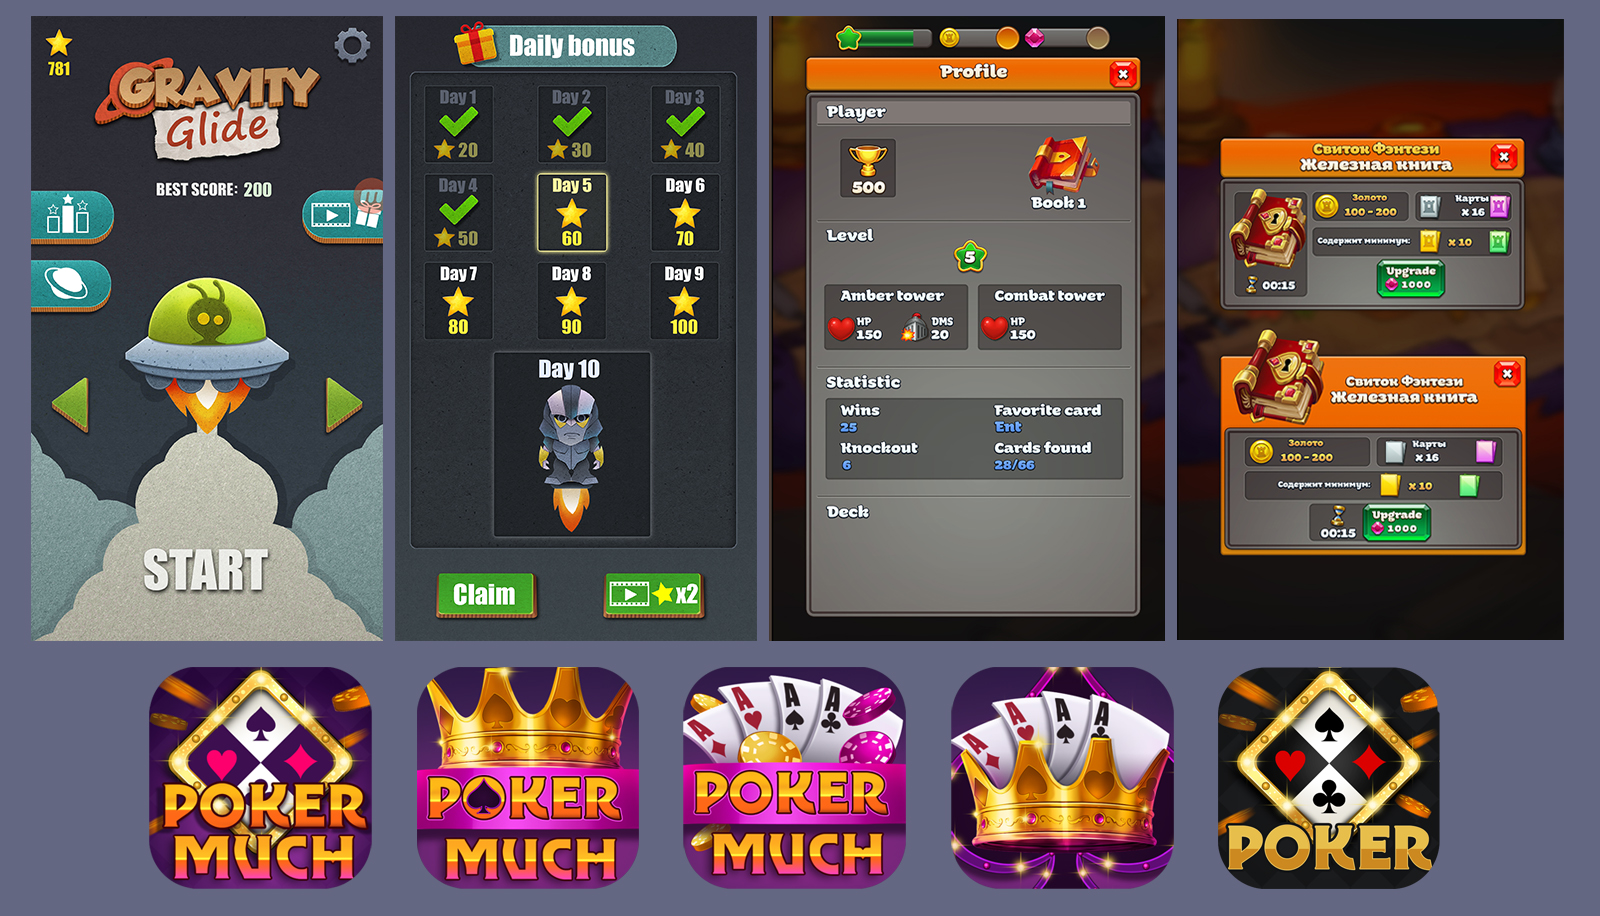 781
GRAVITY
Glide
BEST SCORE: 200
START
Daily bonus
Day 1
20
Day 2
30
Day 3
40
Day 4
50
Day 5
60
Day 6
70
Day 7
80
Day 8
90
Day 9
100
Day 10
Claim
x2
Profile
Player
500
Book 1
Level
5
Amber tower
HP
150
DMS
20
Combat tower
HP
150
Statistic
Wins
25
Favorite card
Ent
Knockout
6
Cards found
28/66
Deck
Свиток Фэнтези
Железная книга
Золото
100 - 200
Карты
x 16
Содержит минимум:
x 10
00:15
Upgrade
1000
Свиток Фэнтези
Железная книга
Золото
100 - 200
Карты
x 16
Содержит минимум:
x 10
00:15
Upgrade
1000
POKER
MUCH
POKER
MUCH
A
A
A
A
POKER
MUCH
A
A
A
A
POKER